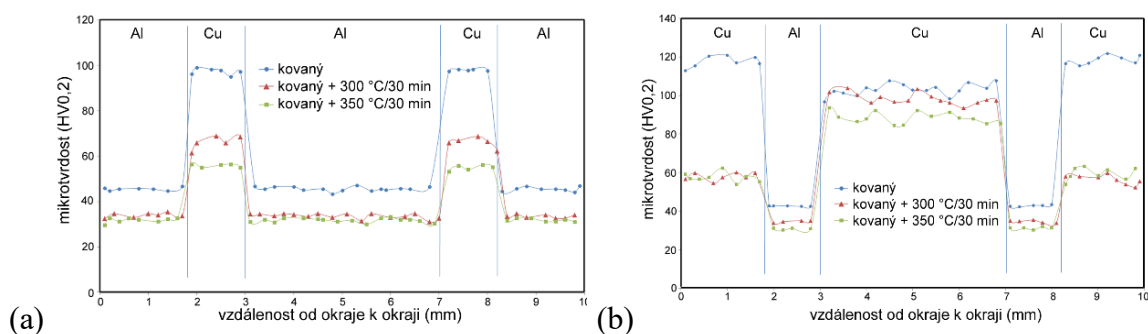 120
100
80
60
40
20
0
mikrotvrdost (HV0,2)
Al
Cu
Al
Cu
Al
kovaný
kovaný + 300 °C/30 min
kovaný + 350 °C/30 min
0 1 2 3 4 5 6 7 8 9 10
vzdálenost od okraje k okraji (mm)
(a)
140
120
100
80
60
40
20
0
mikrotvrdost (HV0,2)
Cu
Al
Cu
Al
Cu
kovaný
kovaný + 300 °C/30 min
kovaný + 350 °C/30 min
0 1 2 3 4 5 6 7 8 9 10
vzdálenost od okraje k okraji (mm)
(b)